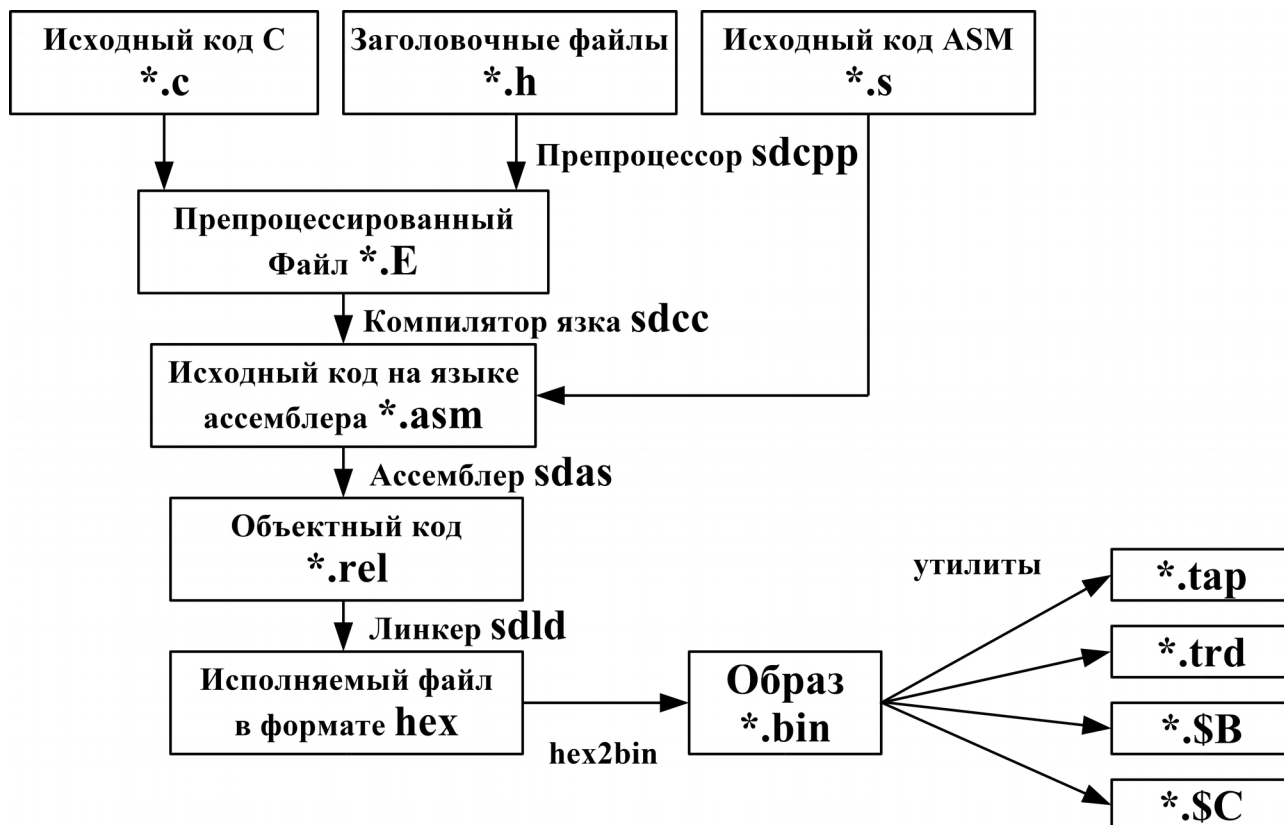 Исходный код C
*.c
Заголовочные файлы
*.h
Исходный код ASM
*.s
Препроцессор sdcpp
Препроцессированный
Файл *.E
Компилятор язка sdcc
Исходный код на языке
ассемблера *.asm
Ассемблер sdas
Объектный код
*.rel
Линкер sdld
Исполняемый файл
в формате hex
hex2bin
Образ
*.bin
утилиты
*.tap
*.trd
*.$B
*.$C